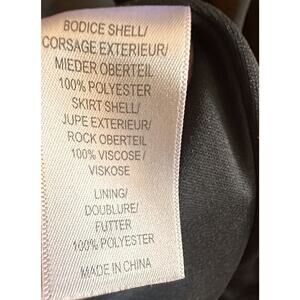 BODICE SHELL/
CORSAGE EXTERIEUR/
MIEDER OBERTEIL
100% POLYESTER
SKIRT SHELL/
JUPE EXTERIEUR/
ROCK OBERTEIL
100% VISCOSE/
VISKOSE
LINING/
DOUBLURE/
FUTTER
100% POLYESTER
MADE IN CHINA